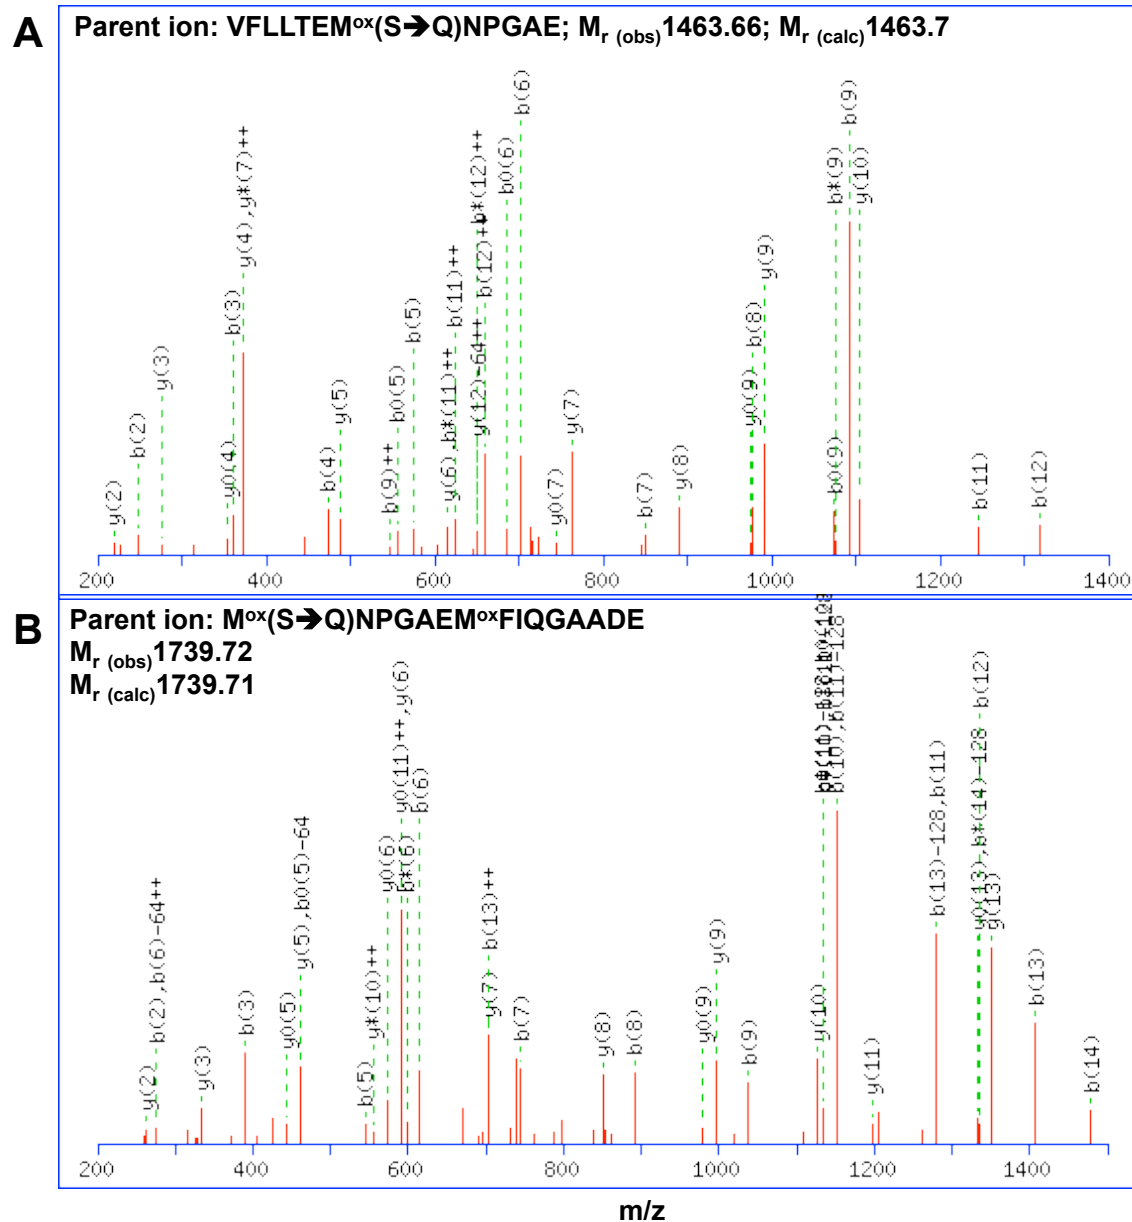 A
Parent ion: VFLLTEMᵒˣ(S➔Q)NPGAE; Mr (obs)1463.66; Mr (calc)1463.7
y(2)
b(2)
y(3)
y0(4)
b(3)
y(4),y*(7)++
b(4)
y(5)
b(9)++
b0(5)
b(5)
y(6),b*(11)++
b(11)++
y(12)-64++
b*(12)++
b(12)++
b0(6)
b(6)
y0(7)
y(7)
b(7)
y(8)
y0(9)
b(8)
y(9)
b0(9)
b*(9)
b(9)
y(10)
b(11)
b(12)
200 400 600 800 1000 1200 1400
B
Parent ion: Mᵒˣ(S➔Q)NPGAEMᵒˣFIQGAADE
Mr (obs)1739.72
Mr (calc)1739.71
y(2)
b(2),b(6)-64++
y(3)
b(3)
y0(5)
y(5),b0(5)-64
b(5)
y*(10)++
y0(6)
y0(11)++,y(6)
b*(6)
b(6)
y(7)
b(13)++
b(7)
y(8)
b(8)
y0(9)
y(9)
b(9)
y(10)
b(10),b(11)-128
y(11)
b(13)-128,b(11)
y0(13),b*(14)-128
b(12)
y(13)
b(13)
b(14)
200 400 600 800 1000 1200 1400
m/z